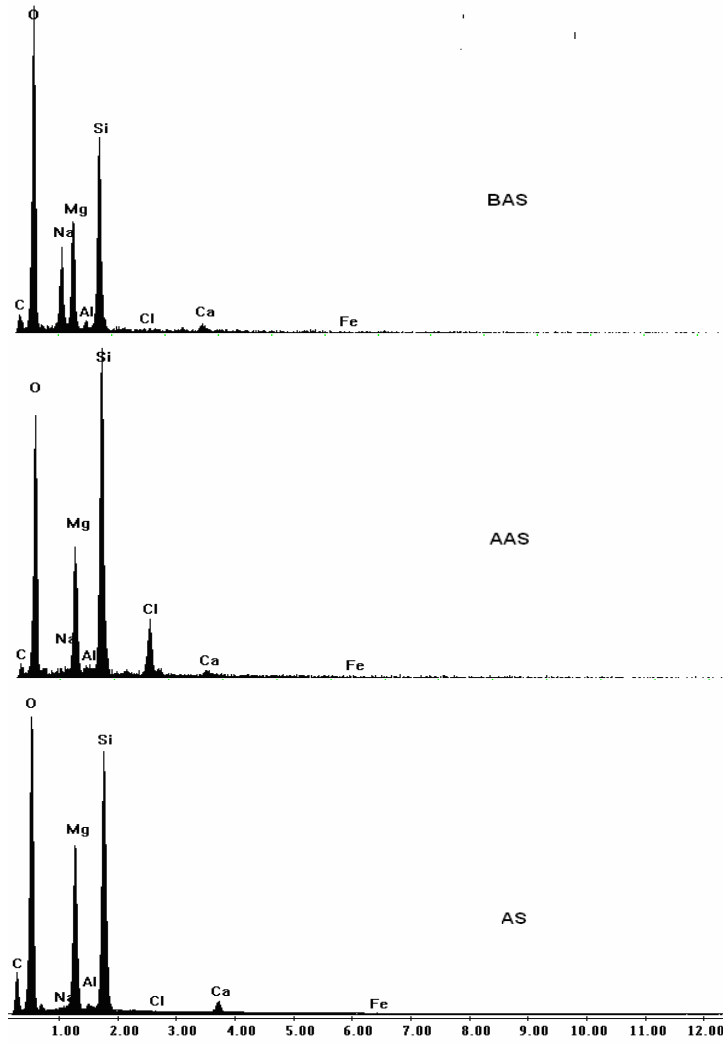 O
Si
Mg
Na
C
Al
Cl
Ca
Fe
BAS
Si
O
Mg
Cl
Na
C
Al
Ca
Fe
AAS
O
Si
Mg
C
Al
Na
Cl
Ca
Fe
AS
1.00 2.00 3.00 4.00 5.00 6.00 7.00 8.00 9.00 10.00 11.00 12.00